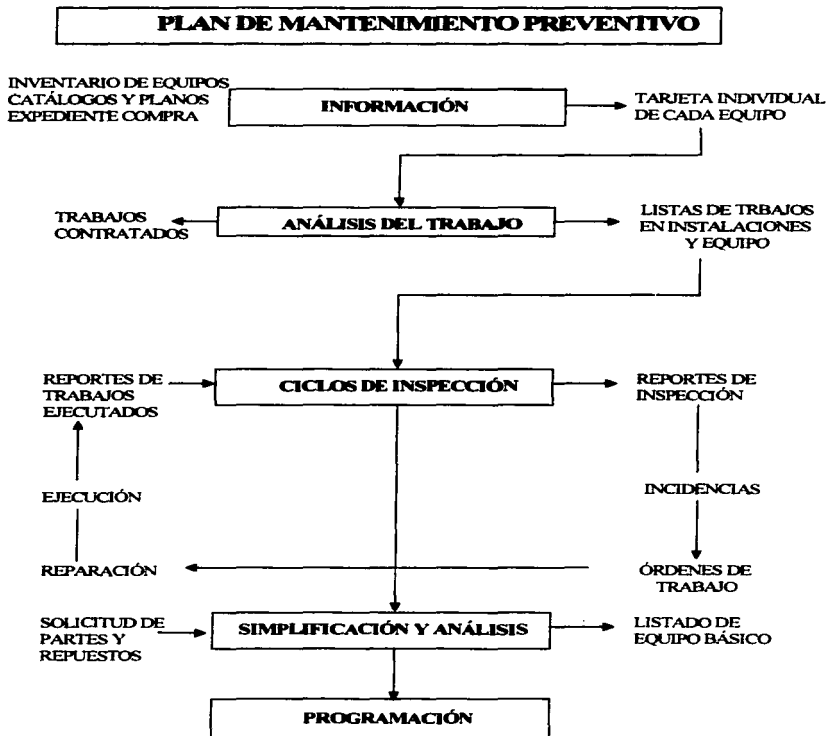 PLAN DE MANTENIMIENTO PREVENTIVO
INVENTARIO DE EQUIPOS
CATÁLOGOS Y PLANOS
EXPEDIENTE COMPRA
INFORMACIÓN
TARJETA INDIVIDUAL
DE CADA EQUIPO
TRABAJOS
CONTRATADOS
ANÁLISIS DEL TRABAJO
LISTAS DE TRBAJOS
EN INSTALACIONES
Y EQUIPO
REPORTES DE
TRABAJOS
EJECUTADOS
CICLOS DE INSPECCIÓN
REPORTES DE
INSPECCIÓN
EJECUCIÓN
INCIDENCIAS
REPARACIÓN
ÓRDENES DE
TRABAJO
SOLICITUD DE
PARTES Y
REPUESTOS
SIMPLIFICACIÓN Y ANÁLISIS
LISTADO DE
EQUIPO BÁSICO
PROGRAMACIÓN